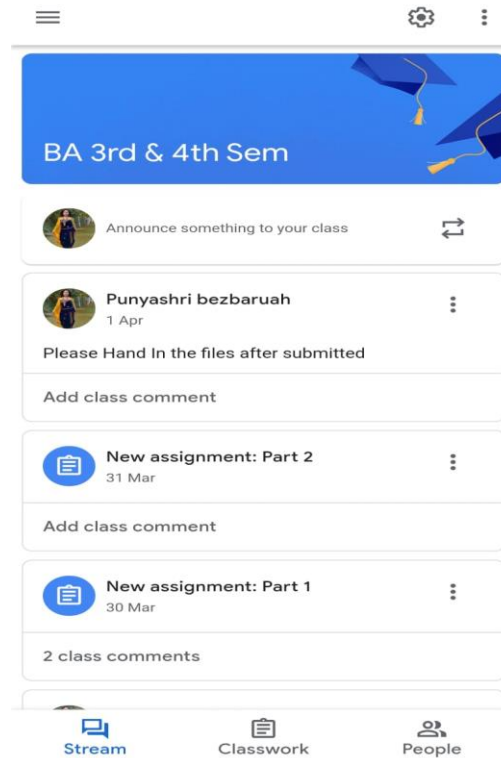 BA 3rd & 4th Sem
Announce something to your class
Punyashri bezbaruah
1 Apr
Please Hand In the files after submitted
Add class comment
New assignment: Part 2
31 Mar
Add class comment
New assignment: Part 1
30 Mar
2 class comments
Stream
Classwork
People